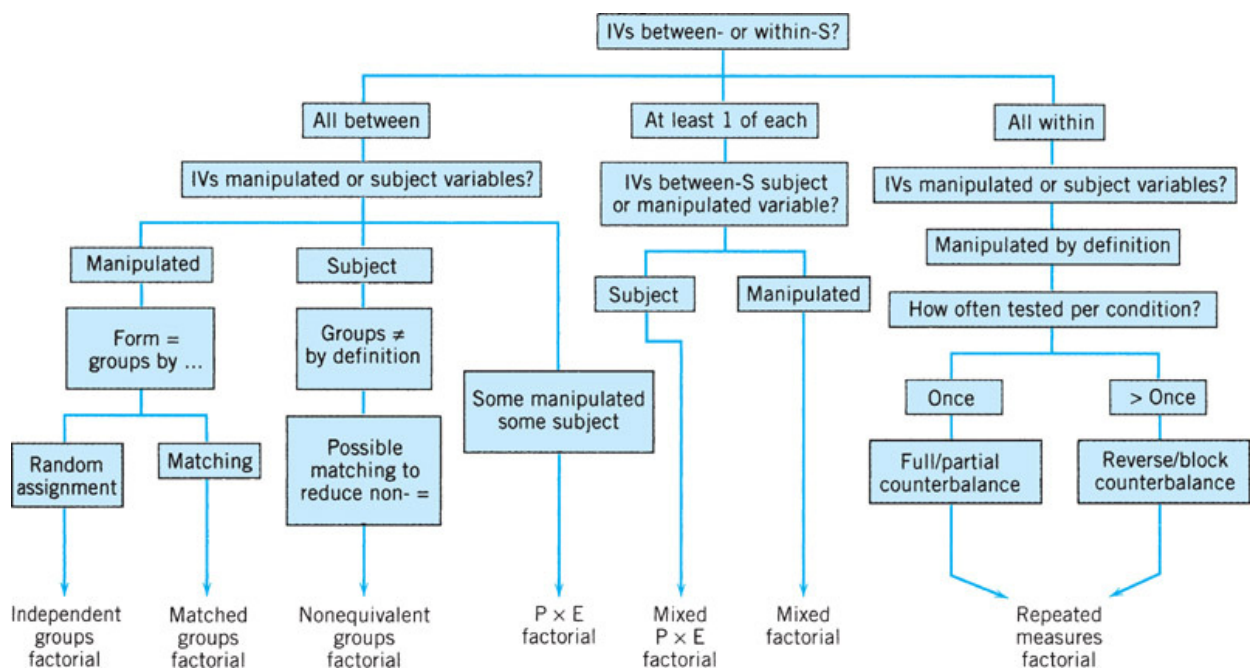 IVs between- or within-S?
All between
At least 1 of each
All within
IVs manipulated or subject variables?
IVs between-S subject
or manipulated variable?
IVs manipulated or subject variables?
Manipulated
Subject
Manipulated by definition
Subject
Manipulated
How often tested per condition?
Form =
groups by ...
Groups ≠
by definition
Some manipulated
some subject
Once
> Once
Random
assignment
Matching
Possible
matching to
reduce non- =
Full/partial
counterbalance
Reverse/block
counterbalance
Independent
groups
factorial
Matched
groups
factorial
Nonequivalent
groups
factorial
P × E
factorial
Mixed
P × E
factorial
Mixed
factorial
Repeated
measures
factorial